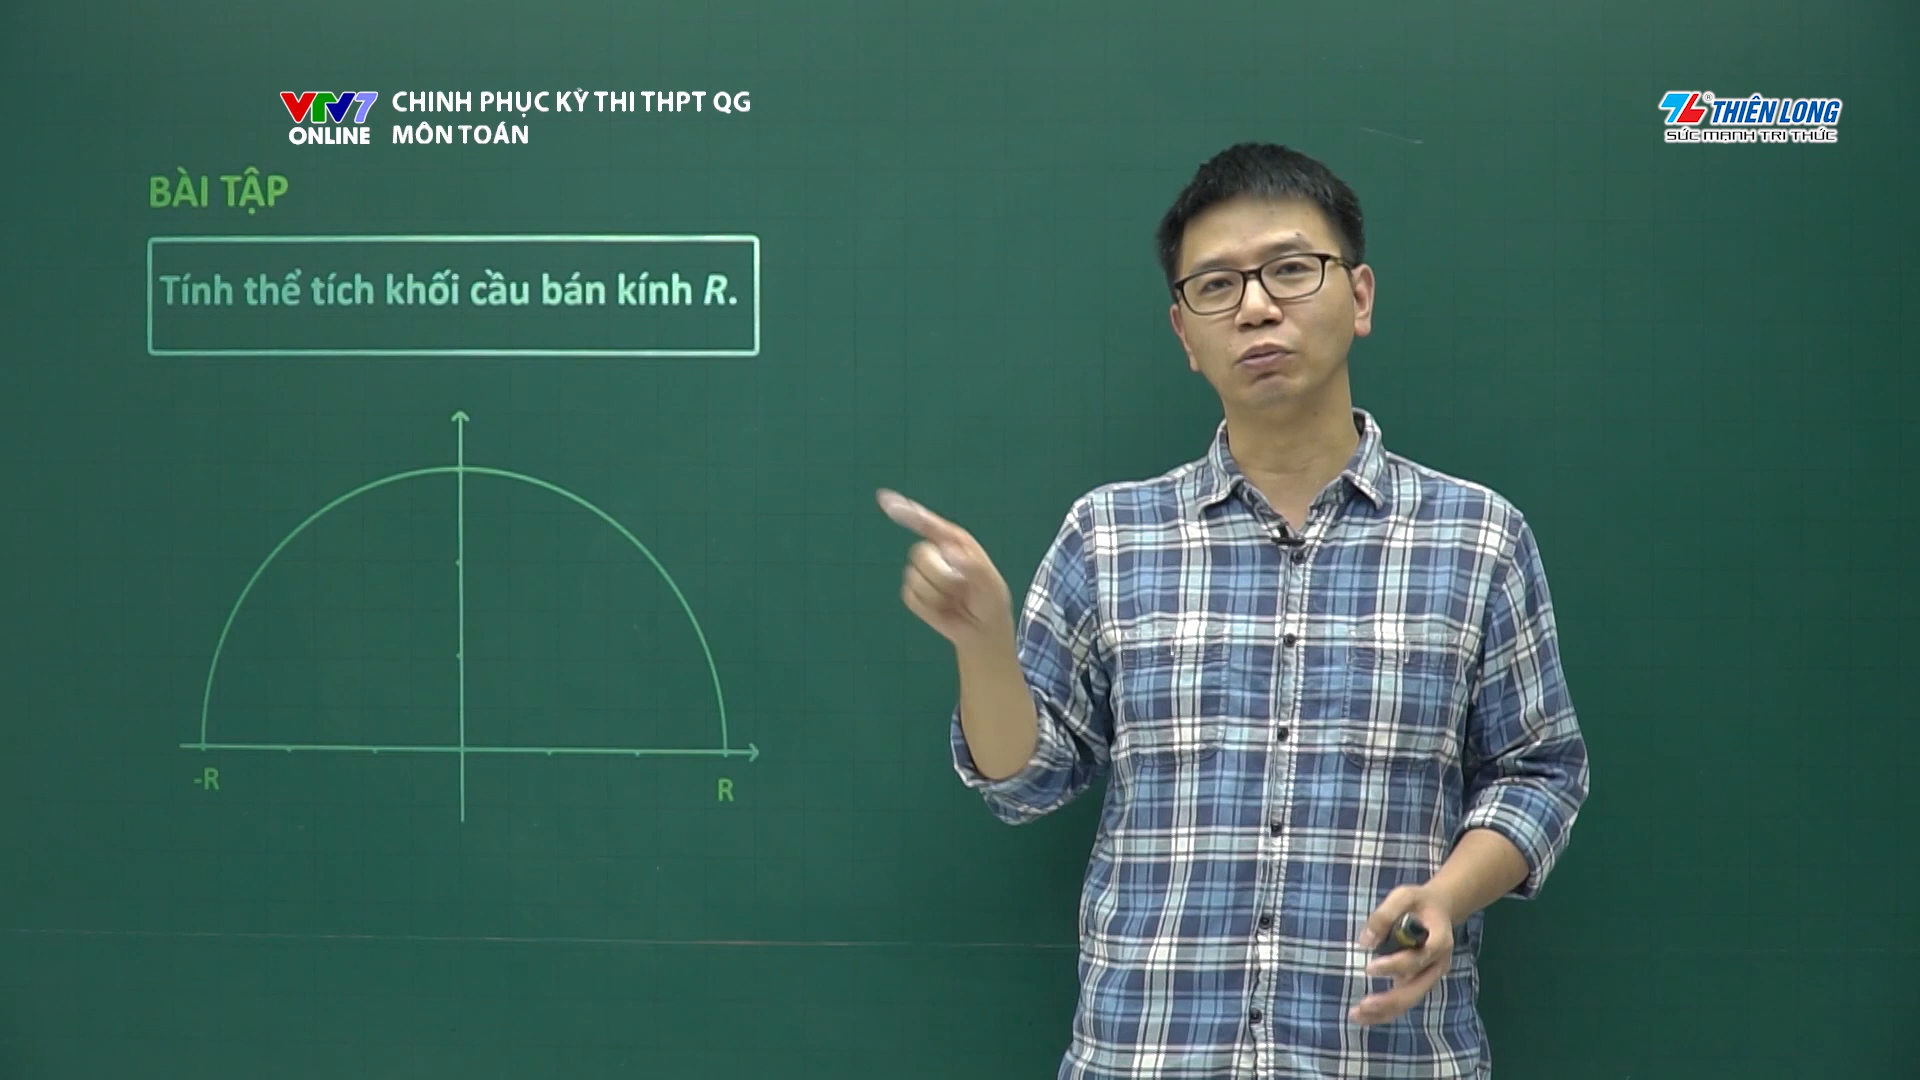 VTV7
ONLINE
CHINH PHỤC KỲ THI THPT QG
MÔN TOÁN
THIÊN LONG
SỨC MẠNH TRI THỨC
BÀI TẬP
Tính thể tích khối cầu bán kính R.
-R
R